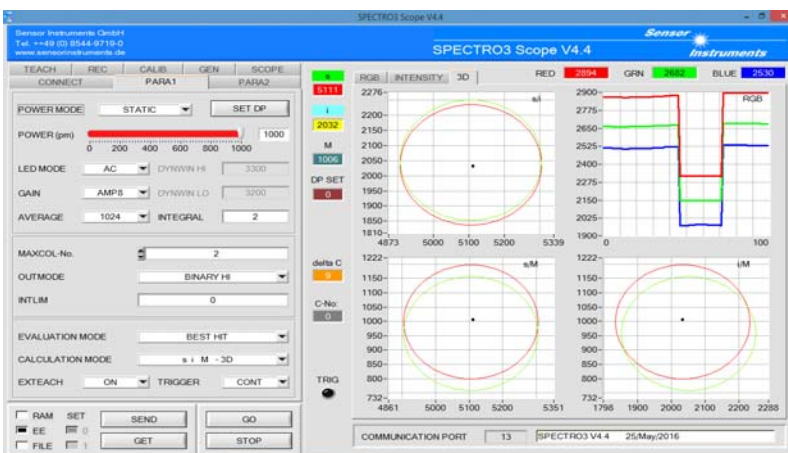 SPECTRO3 Scope V4.4
Sensor Instruments GmbH
Tel. ++49 (0) 8544-9719-0
www.sensorinstruments.de
SPECTRO3 Scope V4.4
Sensor
Instruments
TEACH REC CALIB GEN SCOPE
CONNECT PARA1 PARA2
POWER MODE STATIC SET DP
POWER (pm) 1000
0 200 400 600 800 1000
LED MODE AC DYNWIN HI 3300
GAIN AMP8 DYNWIN LO 3200
AVERAGE 1024 INTEGRAL 2
MAXCOL-No. 2
OUTMODE BINARY HI
INTLIM 0
EVALUATION MODE BEST HIT
CALCULATION MODE s i M - 3D
EXTEACH ON TRIGGER CONT
RAM SET SEND GO
EE 0
FILE 1 GET STOP
s
5111
i
2032
M
1006
DP SET
0
delta C
9
C-No:
0
TRIG
RGB INTENSITY 3D RED 2894 GRN 2682 BLUE 2530
s/i
2276
2200
2150
2100
2050
2000
1950
1900
1850
1810
4873 5000 5100 5200 5339
RGB
2900
2775
2650
2525
2400
2275
2150
2025
1900
0 100
s/M
1222
1150
1100
1050
1000
950
900
850
800
732
4861 5000 5100 5200 5351
i/M
1222
1150
1100
1050
1000
950
900
850
800
732
1798 1900 2000 2100 2200 2288
COMMUNICATION PORT 13 SPECTRO3 V4.4 25/May/2016